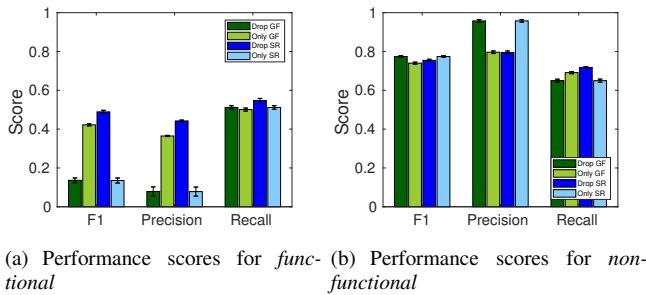 1
0.8
0.6
0.4
0.2
0
Score
F1 Precision Recall
Drop GF
Only GF
Drop SR
Only SR
(a) Performance scores for func-
tional
1
0.8
0.6
0.4
0.2
0
Score
F1 Precision Recall
Drop GF
Only GF
Drop SR
Only SR
(b) Performance scores for non-
functional